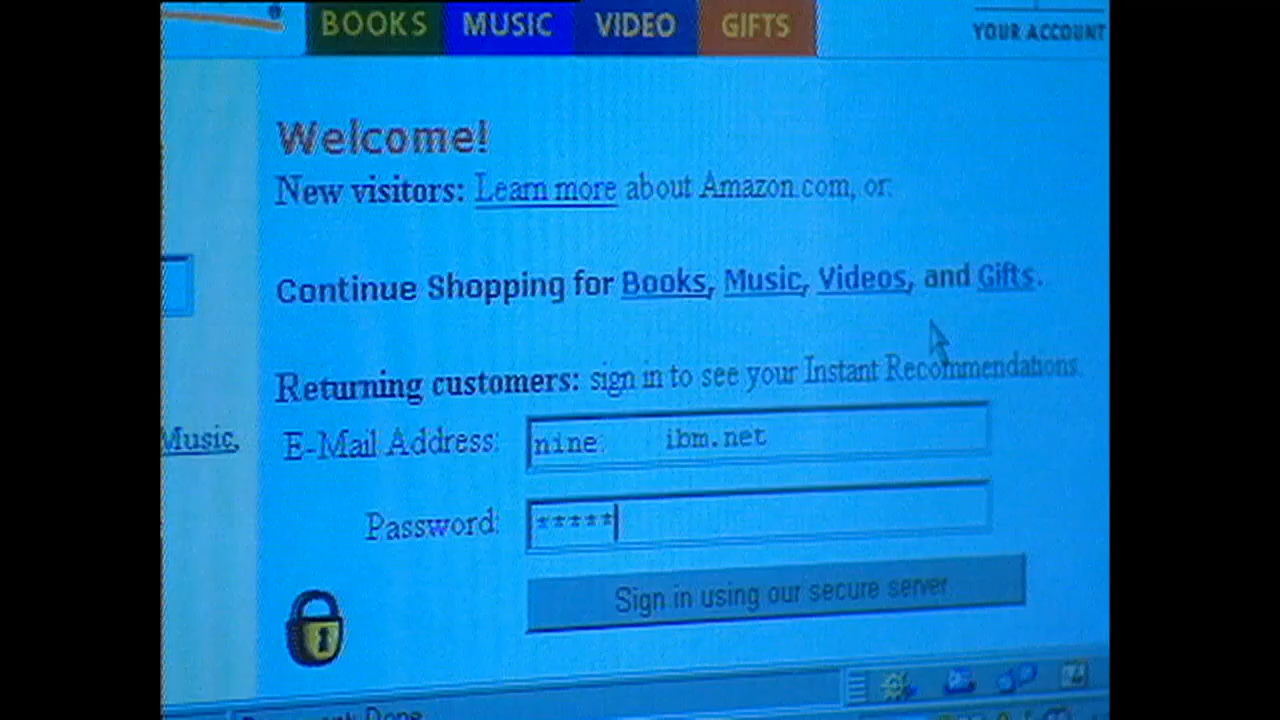 BOOKS MUSIC VIDEO GIFTS
YOUR ACCOUNT
Welcome!
New visitors: Learn more about Amazon.com, or:
Continue Shopping for Books, Music, Videos, and Gifts.
Returning customers: sign in to see your Instant Recommendations.
Music,
E-Mail Address: nine ibm.net
Password: *****
Sign in using our secure server
Done